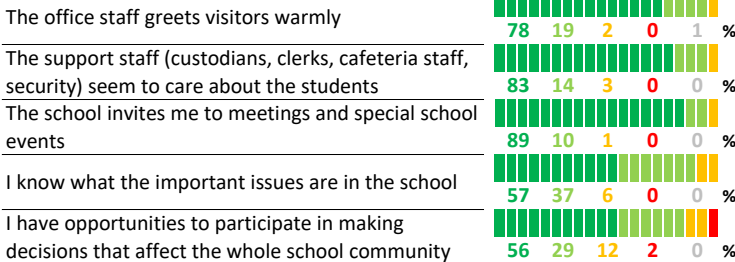 The office staff greets visitors warmly
78 19 2 0 1 %
The support staff (custodians, clerks, cafeteria staff,
security) seem to care about the students
83 14 3 0 0 %
The school invites me to meetings and special school
events
89 10 1 0 0 %
I know what the important issues are in the school
57 37 6 0 0 %
I have opportunities to participate in making
decisions that affect the whole school community
56 29 12 2 0 %